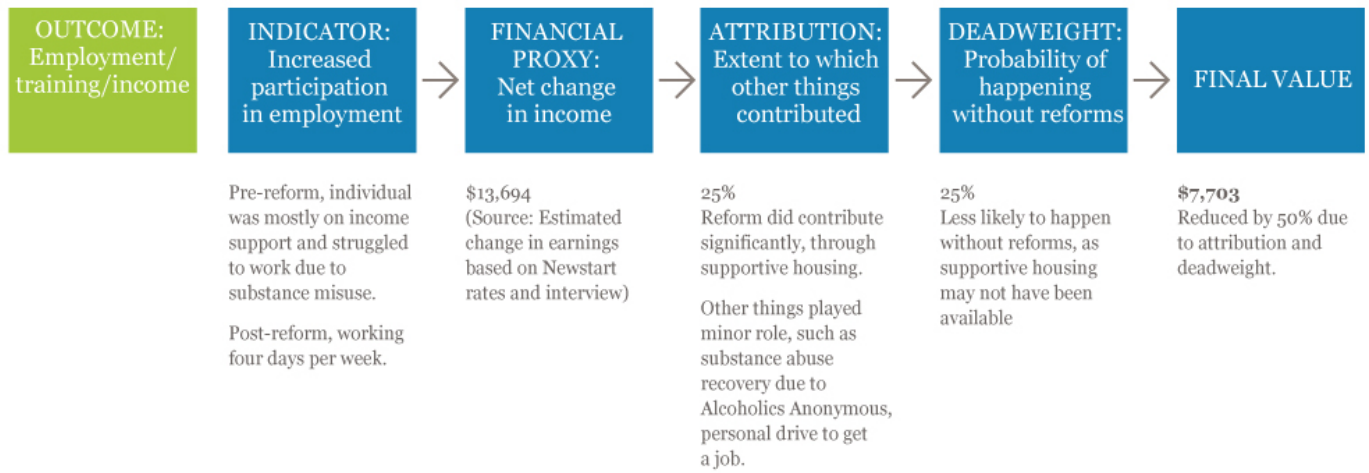 OUTCOME:
Employment/
training/income
INDICATOR:
Increased
participation
in employment
FINANCIAL
PROXY:
Net change
in income
ATTRIBUTION:
Extent to which
other things
contributed
DEADWEIGHT:
Probability of
happening
without reforms
FINAL VALUE
Pre-reform, individual
was mostly on income
support and struggled
to work due to
substance misuse.
Post-reform, working
four days per week.
$13,694
(Source: Estimated
change in earnings
based on Newstart
rates and interview)
25%
Reform did contribute
significantly, through
supportive housing.
Other things played
minor role, such as
substance abuse
recovery due to
Alcoholics Anonymous,
personal drive to get
a job.
25%
Less likely to happen
without reforms, as
supportive housing
may not have been
available
$7,703
Reduced by 50% due
to attribution and
deadweight.